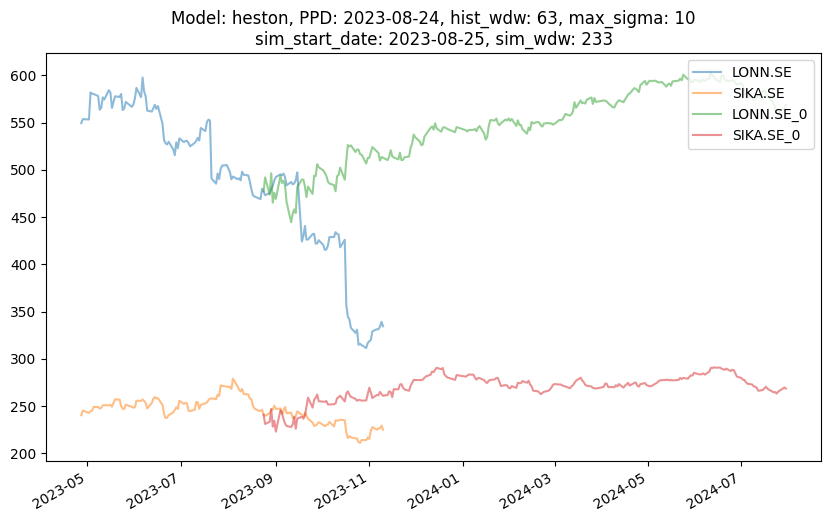 Model: heston, PPD: 2023-08-24, hist_wdw: 63, max_sigma: 10
sim_start_date: 2023-08-25, sim_wdw: 233
600
550
500
450
400
350
300
250
200
LONN.SE
SIKA.SE
LONN.SE_0
SIKA.SE_0
2023-05
2023-07
2023-09
2023-11
2024-01
2024-03
2024-05
2024-07